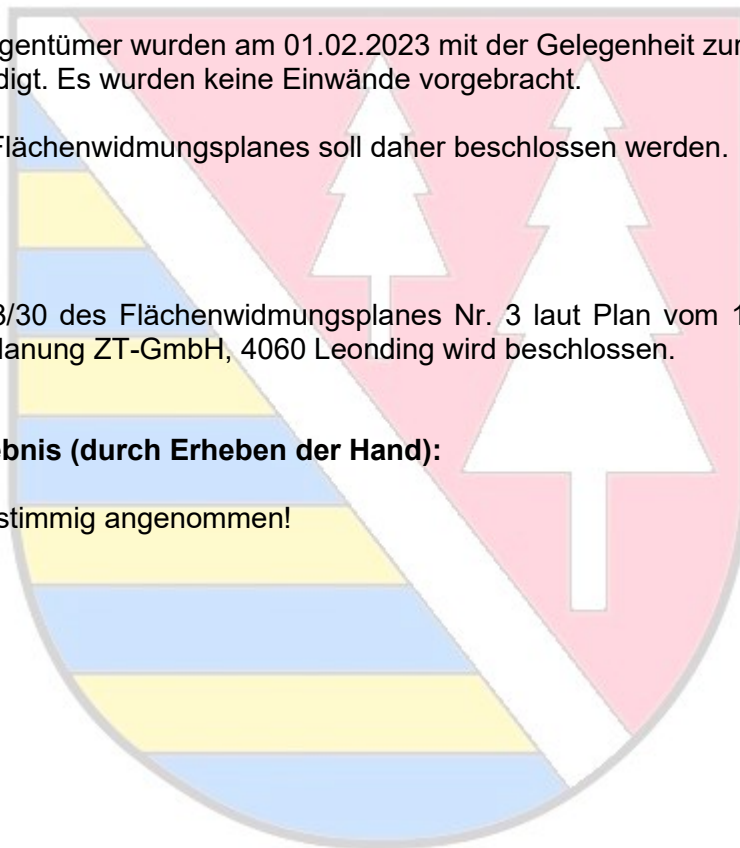 gentümer wurden am 01.02.2023 mit der Gelegenheit zur
digt. Es wurden keine Einwände vorgebracht.
Flächenwidmungsplanes soll daher beschlossen werden.
3/30 des Flächenwidmungsplanes Nr. 3 laut Plan vom 1
lanung ZT-GmbH, 4060 Leonding wird beschlossen.
ebnis (durch Erheben der Hand):
stimmig angenommen!